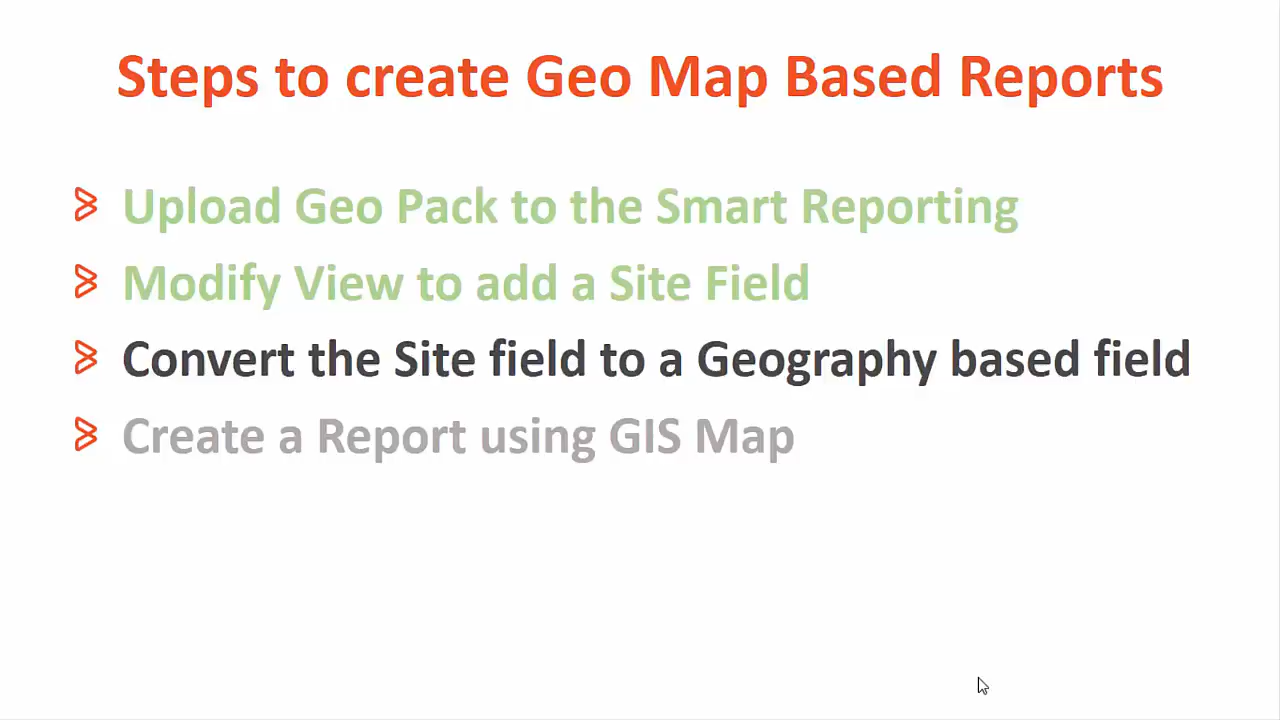 Steps to create Geo Map Based Reports
Upload Geo Pack to the Smart Reporting
Modify View to add a Site Field
Convert the Site field to a Geography based field
Create a Report using GIS Map